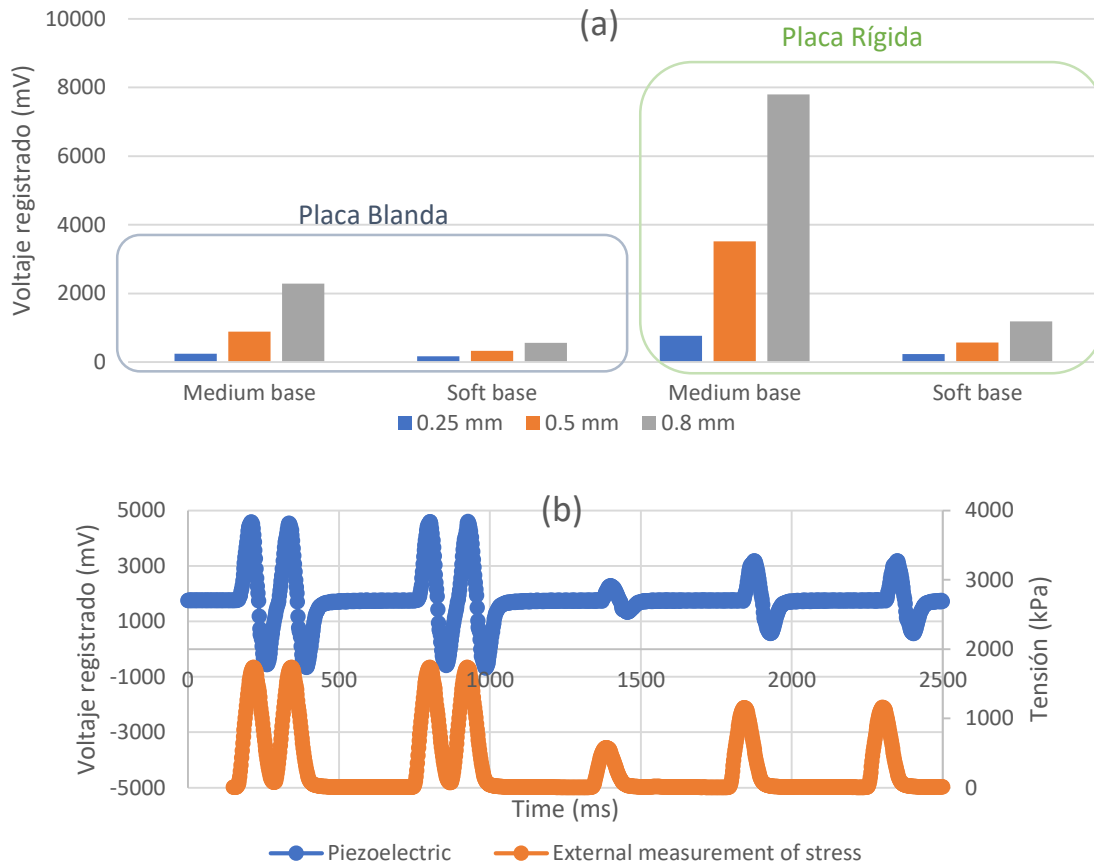 (a)
Voltaje registrado (mV)
10000
8000
6000
4000
2000
0
Placa Blanda
Placa Rígida
Medium base
Soft base
Medium base
Soft base
0.25 mm
0.5 mm
0.8 mm
(b)
Voltaje registrado (mV)
5000
3000
1000
-1000
-3000
-5000
0
500
1000
1500
2000
2500
4000
3000
2000
1000
0
Tensión (kPa)
Time (ms)
Piezoelectric
External measurement of stress